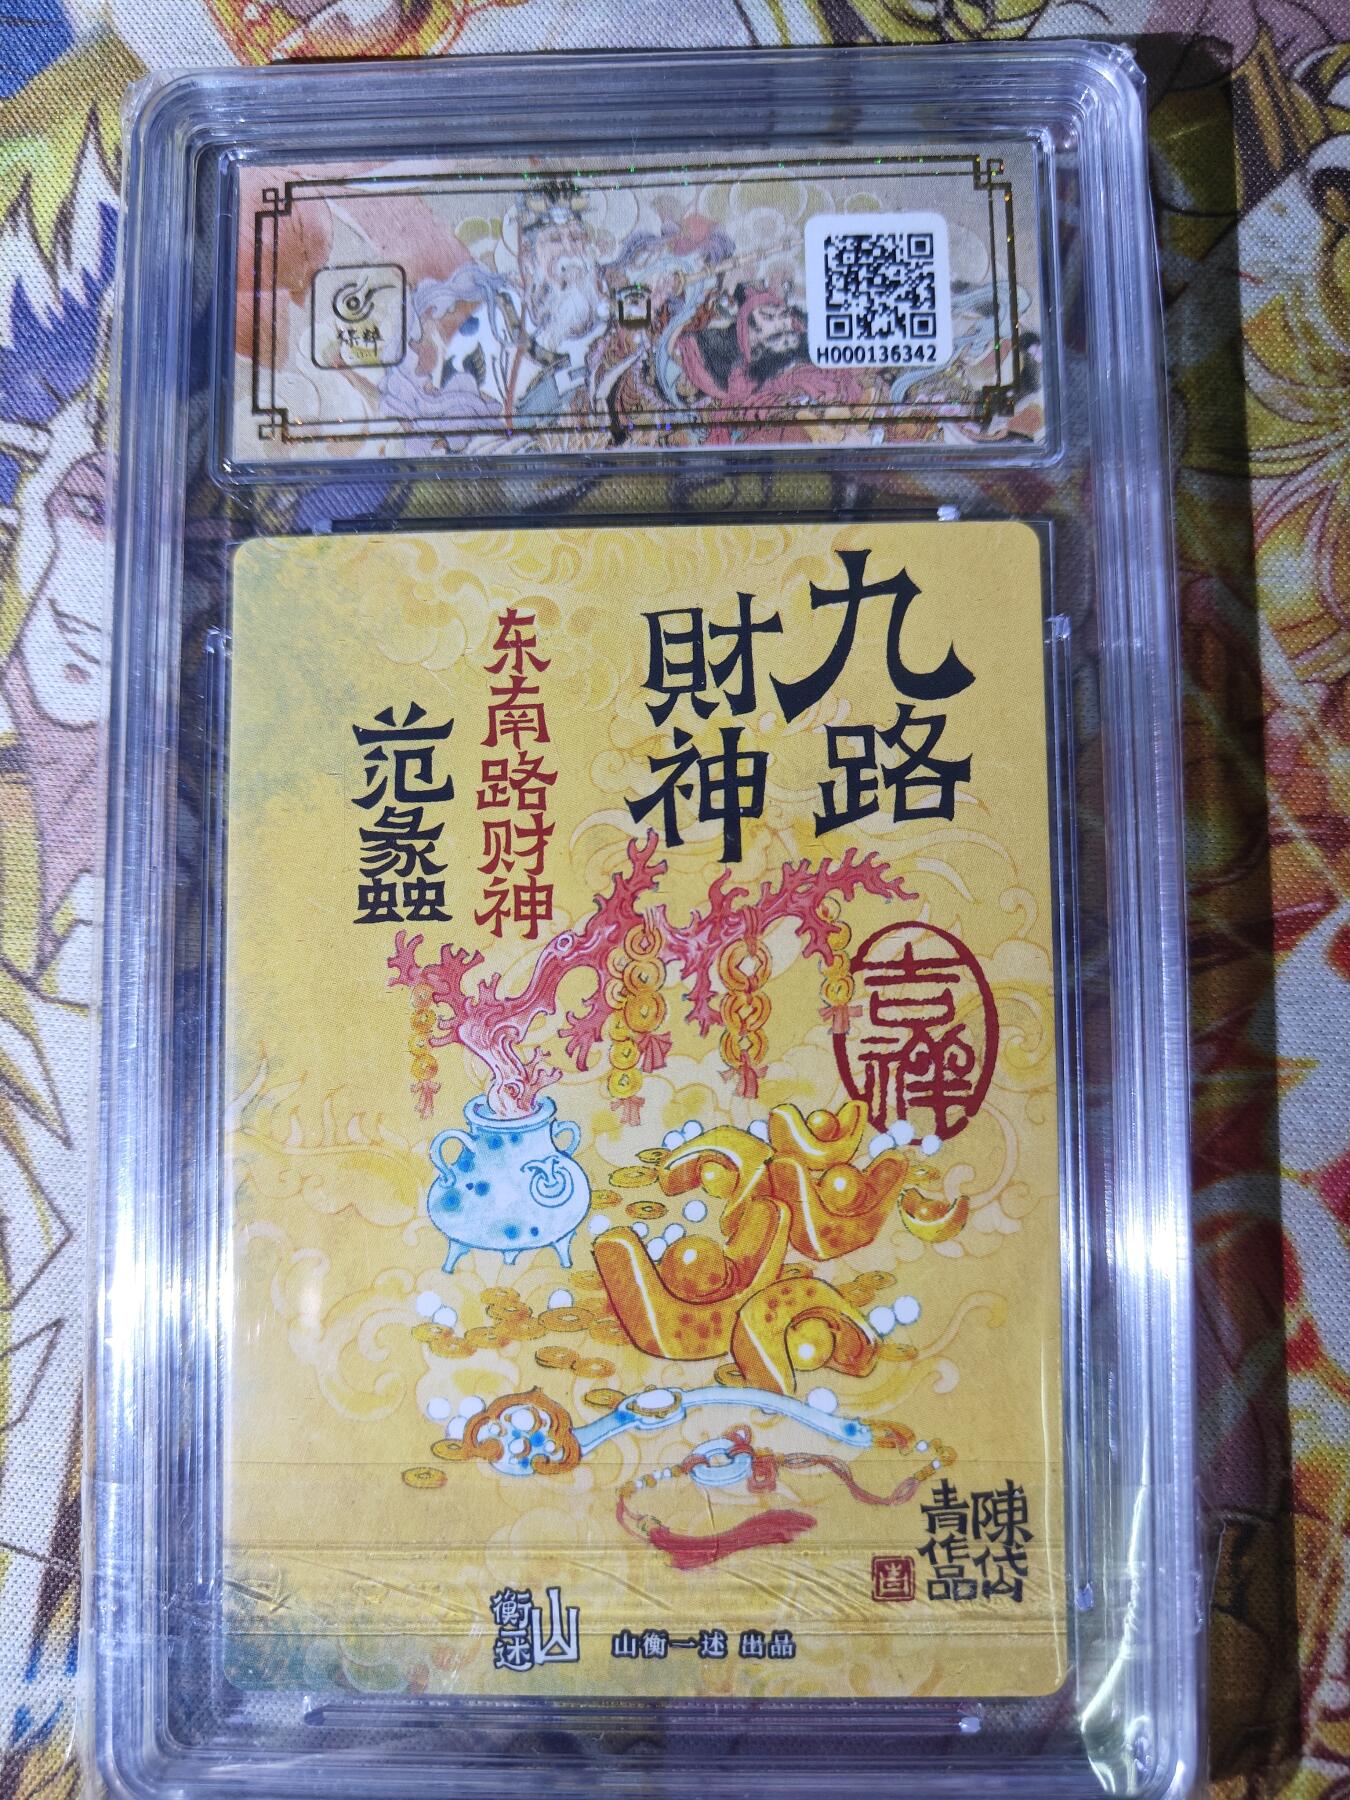 H000136342
九路
財神
东南路财神
范蠡
吉祥
陳岱
青作品
山
衡一述
山衡一述 出品